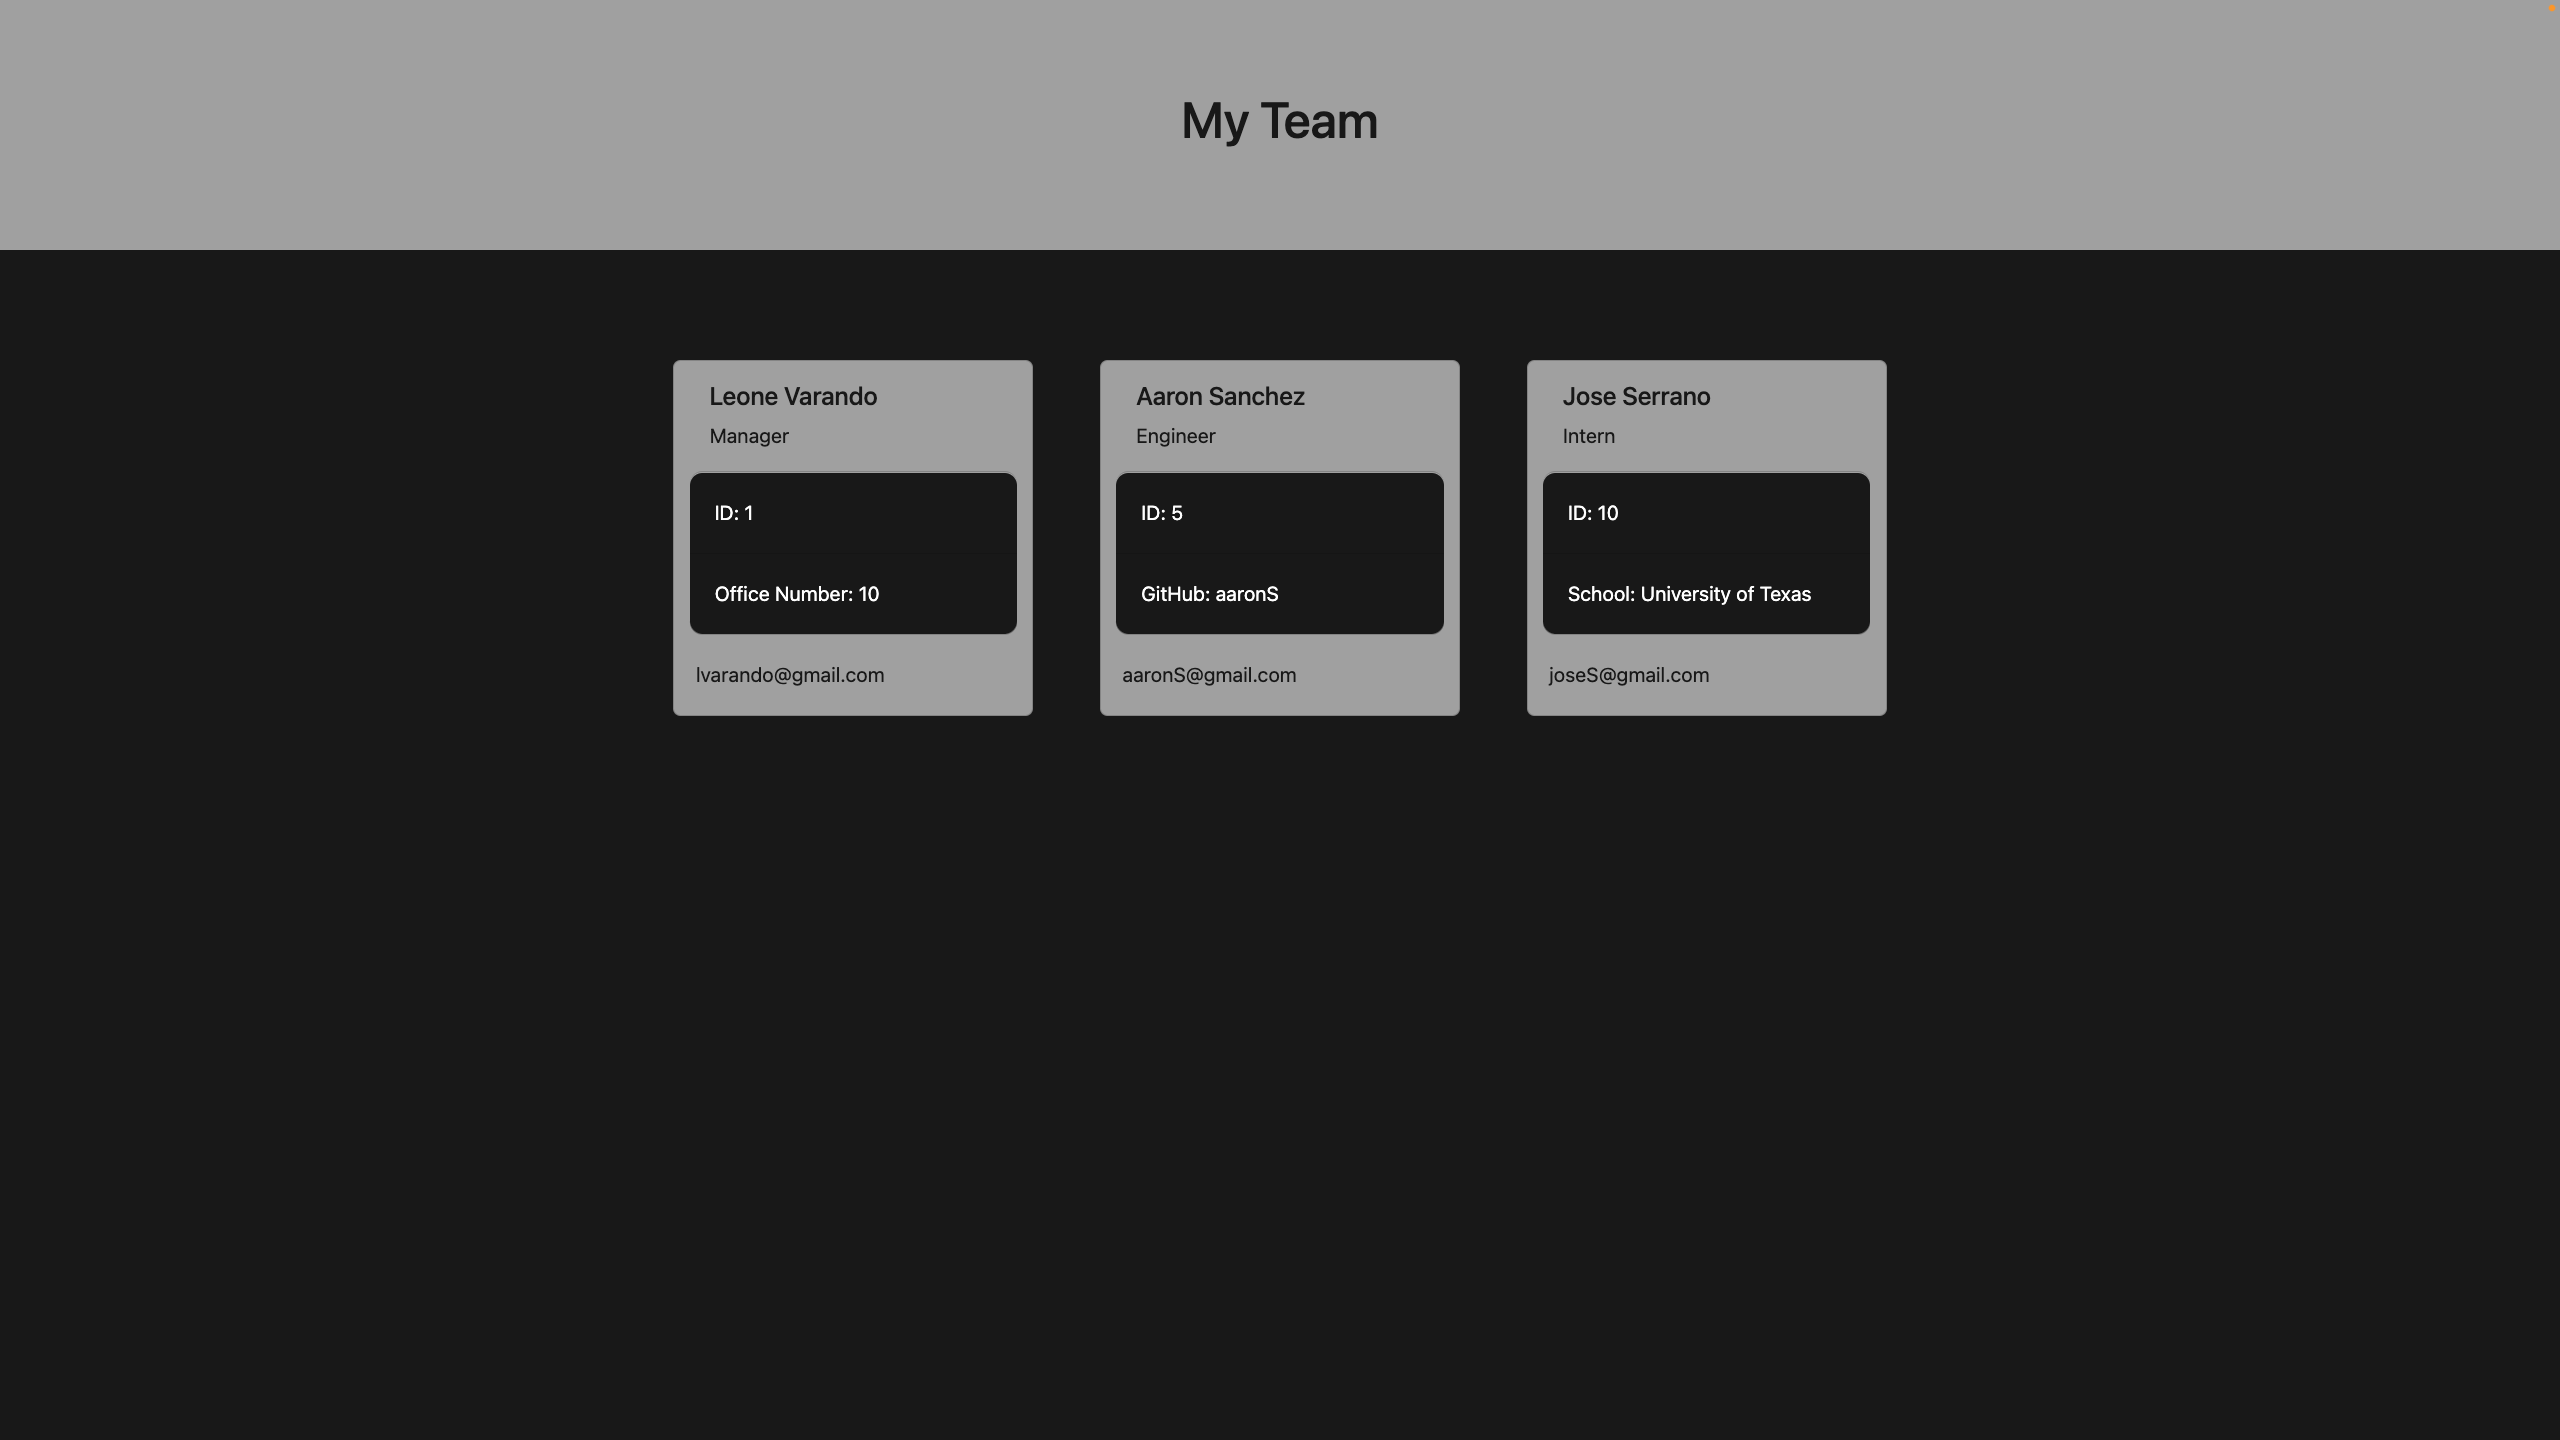 My Team
Leone Varando
Manager
ID: 1
Office Number: 10
lvarando@gmail.com
Aaron Sanchez
Engineer
ID: 5
GitHub: aaronS
aaronS@gmail.com
Jose Serrano
Intern
ID: 10
School: University of Texas
joseS@gmail.com